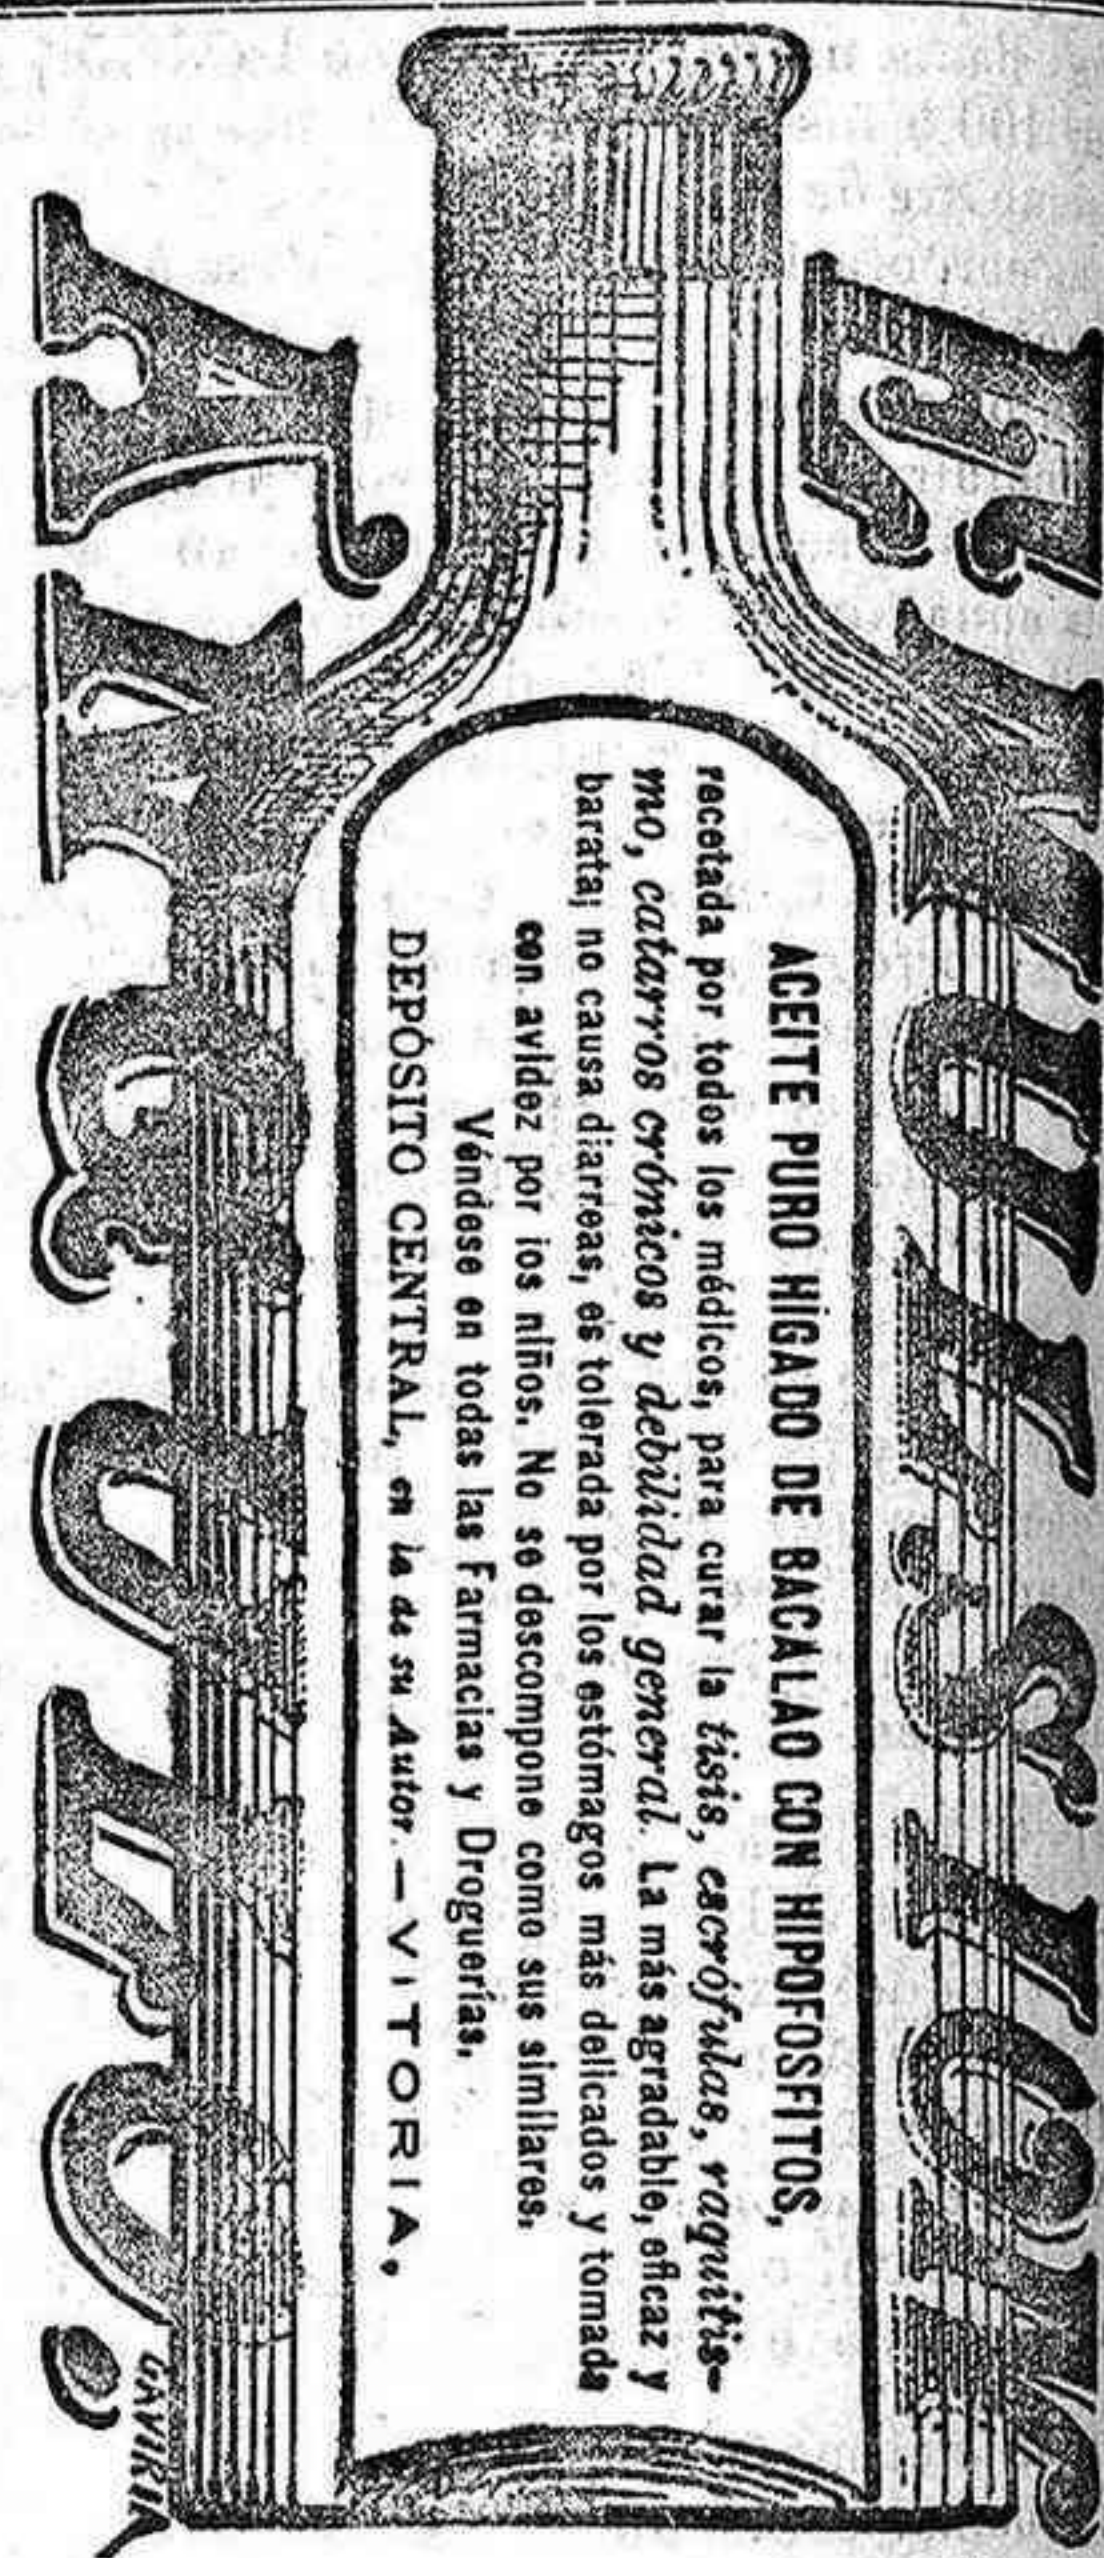 EMULSION
ACEITE PURO HÍGADO DE BACALAO CON HIPOFOSFITOS,
recetada por todos los médicos, para curar la tisis, escrófulas, raquitis-
mo, catarros crónicos y debilidad general. La más agradable, eficaz y
barata; no causa diarreas, es tolerada por los estómagos más delicados y tomada
con avidez por los niños. No se descompone como sus similares.
Véndese en todas las Farmacias y Droguerías.
DEPÓSITO CENTRAL, en la de su Autor.—VITORIA.